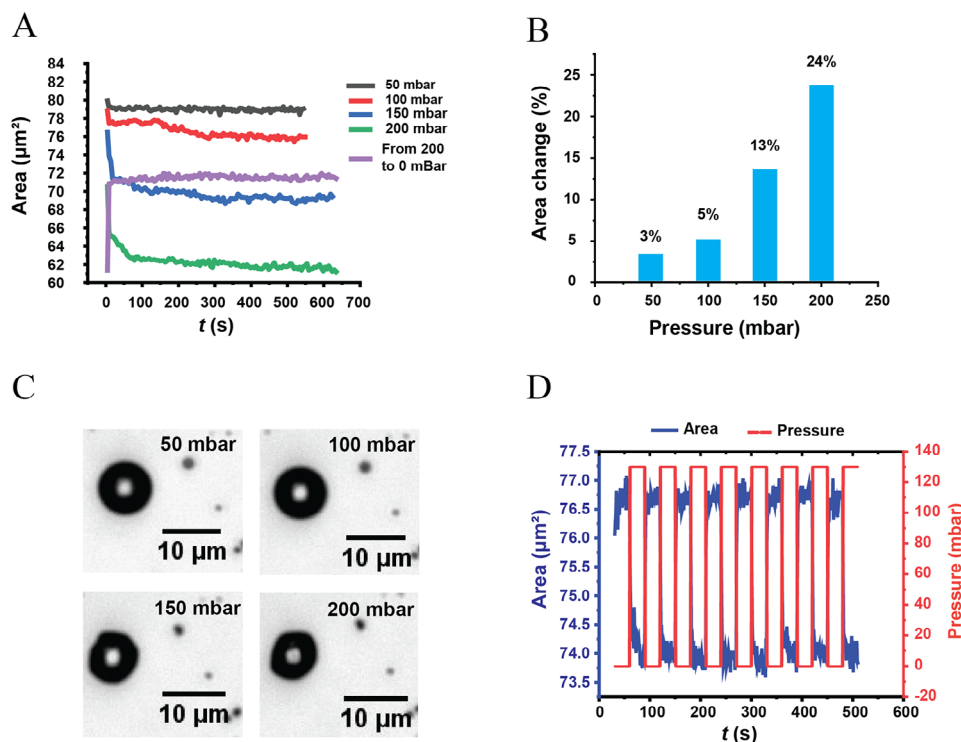 A
84
82
80
78
76
74
72
70
68
66
64
62
60
0 100 200 300 400 500 600 700
Area (µm²)
t (s)
50 mbar
100 mbar
150 mbar
200 mbar
From 200
to 0 mBar
B
25
20
15
10
5
0
0 50 100 150 200 250
Area change (%)
Pressure (mbar)
3%
5%
13%
24%
C
50 mbar
10 µm
100 mbar
10 µm
150 mbar
10 µm
200 mbar
10 µm
D
Area Pressure
77.5
77.0
76.5
76.0
75.5
75.0
74.5
74.0
73.5
Area (µm²)
0 100 200 300 400 500 600
t (s)
140
120
100
80
60
40
20
0
-20
Pressure (mbar)